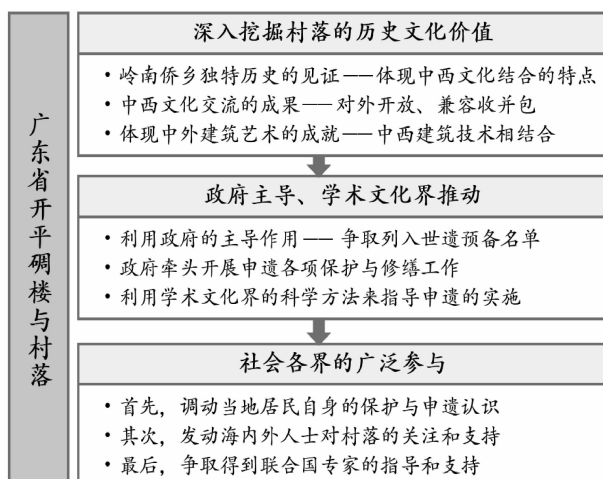 广东省开平碉楼与村落
深入挖掘村落的历史文化价值
• 岭南侨乡独特历史的见证——体现中西文化结合的特点
• 中西文化交流的成果——对外开放、兼容收并包
• 体现中外建筑艺术的成就——中西建筑技术相结合
政府主导、学术文化界推动
• 利用政府的主导作用——争取列入世遗预备名单
• 政府牵头开展申遗各项保护与修缮工作
• 利用学术文化界的科学方法来指导申遗的实施
社会各界的广泛参与
• 首先，调动当地居民自身的保护与申遗认识
• 其次，发动海内外人士对村落的关注和支持
• 最后，争取得到联合国专家的指导和支持